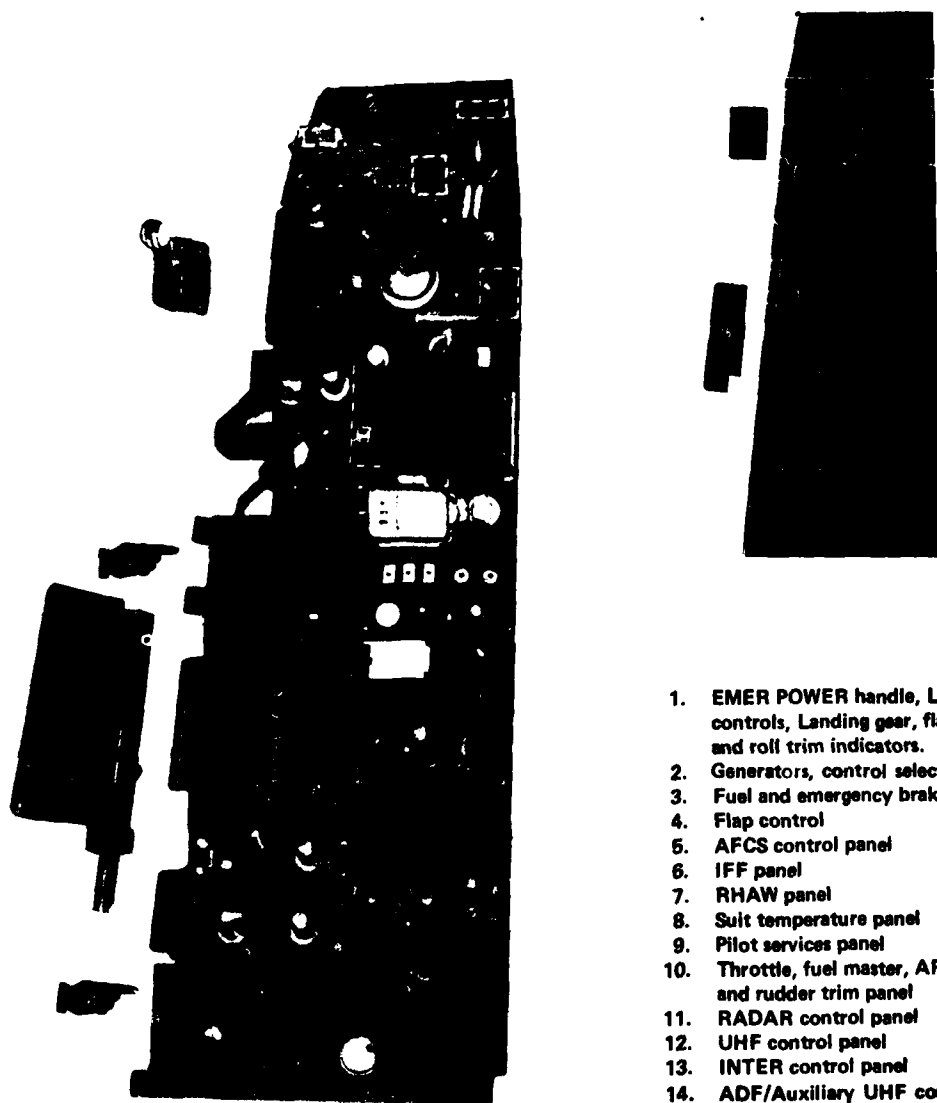 1. EMER POWER handle, L
controls, Landing gear, fla
and roll trim indicators.
2. Generators, control selec
3. Fuel and emergency brak
4. Flap control
5. AFCS control panel
6. IFF panel
7. RHAW panel
8. Suit temperature panel
9. Pilot services panel
10. Throttle, fuel master, AF
and rudder trim panel
11. RADAR control panel
12. UHF control panel
13. INTER control panel
14. ADF/Auxiliary UHF co